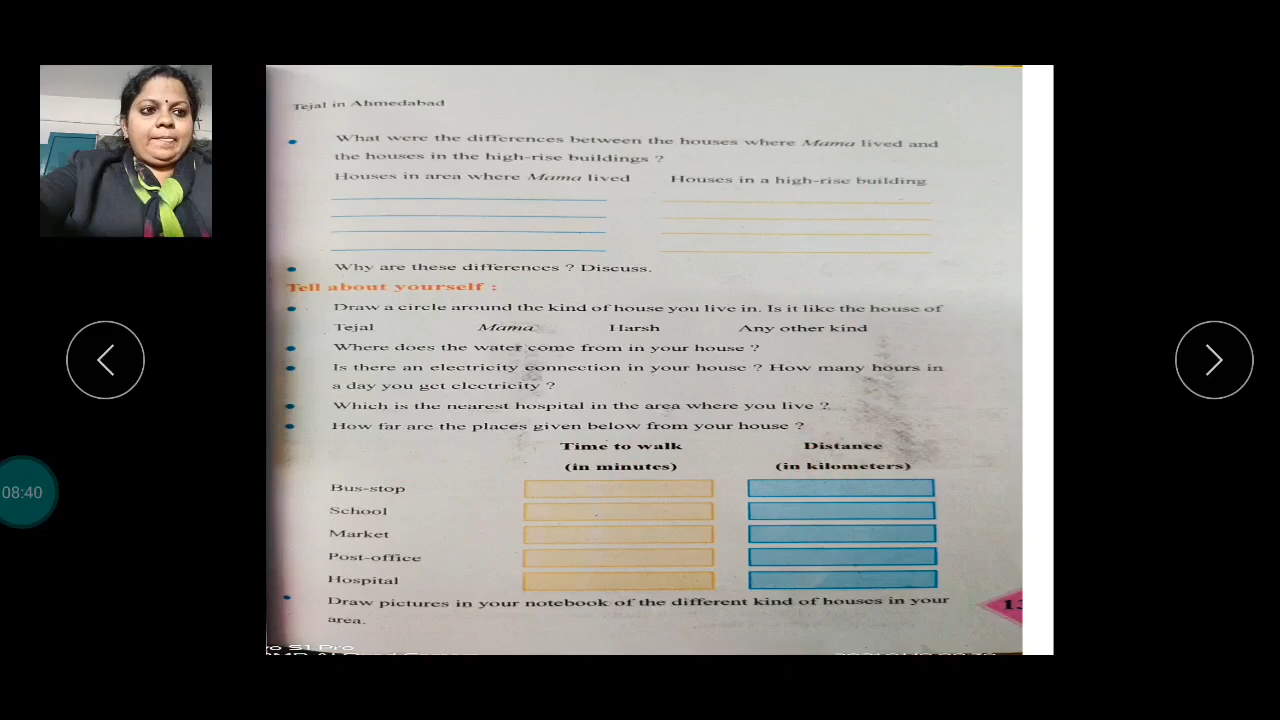 Tejal in Ahmedabad
• What were the differences between the houses where Mama lived and
the houses in the high-rise buildings ?
Houses in area where Mama lived Houses in a high-rise building
• Why are these differences ? Discuss.
Tell about yourself :
• Draw a circle around the kind of house you live in. Is it like the house of
Tejal Mama Harsh Any other kind
• Where does the water come from in your house ?
• Is there an electricity connection in your house ? How many hours in
a day you get electricity ?
• Which is the nearest hospital in the area where you live ?
• How far are the places given below from your house ?
Time to walk Distance
(in minutes) (in kilometers)
Bus-stop
School
Market
Post-office
Hospital
• Draw pictures in your notebook of the different kind of houses in your
area.
08:40
S1 Pro